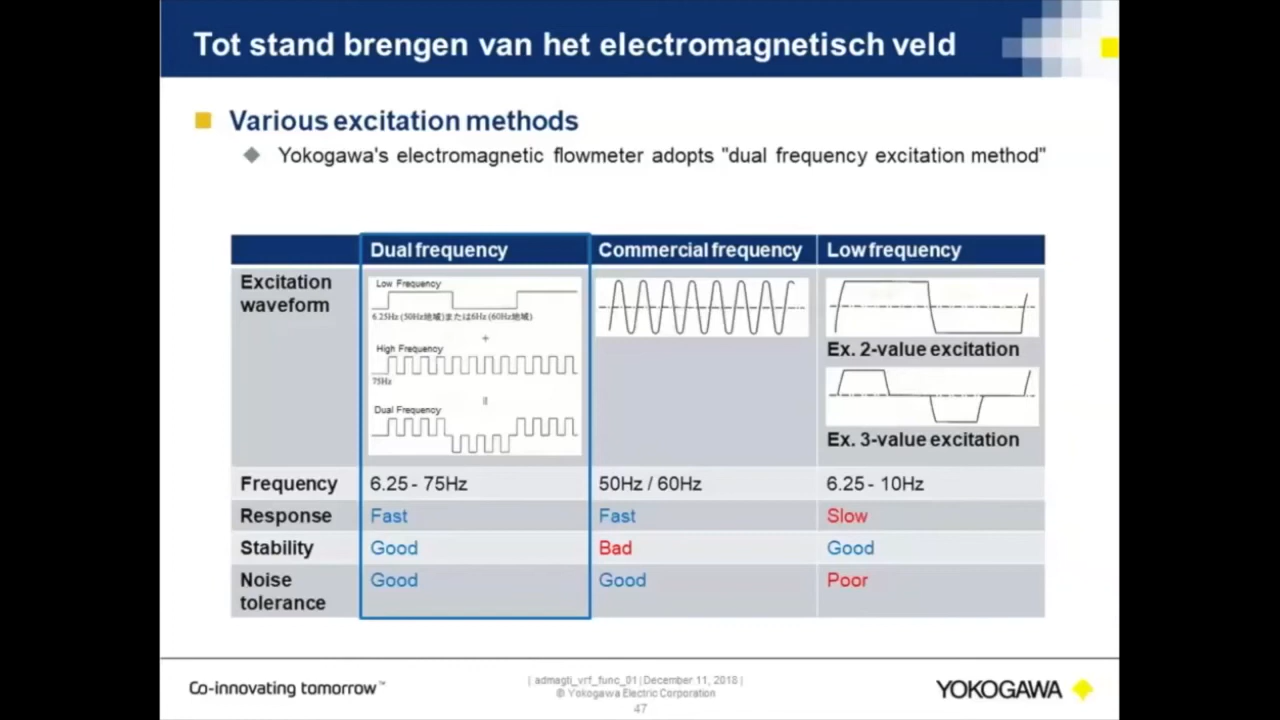 Tot stand brengen van het electromagnetisch veld
Various excitation methods
Yokogawa's electromagnetic flowmeter adopts "dual frequency excitation method"
Dual frequency Commercial frequency Low frequency
Excitation
waveform
Low Frequency
6.25Hz (50Hz地域)または6Hz (60Hz地域)
+
High Frequency
75Hz
=
Dual Frequency
Ex. 2-value excitation
Ex. 3-value excitation
Frequency 6.25 - 75Hz 50Hz / 60Hz 6.25 - 10Hz
Response Fast Fast Slow
Stability Good Bad Good
Noise
tolerance Good Good Poor
Co-innovating tomorrow™
| admagti_vrf_func_01 | December 11, 2018 |
© Yokogawa Electric Corporation
47
YOKOGAWA